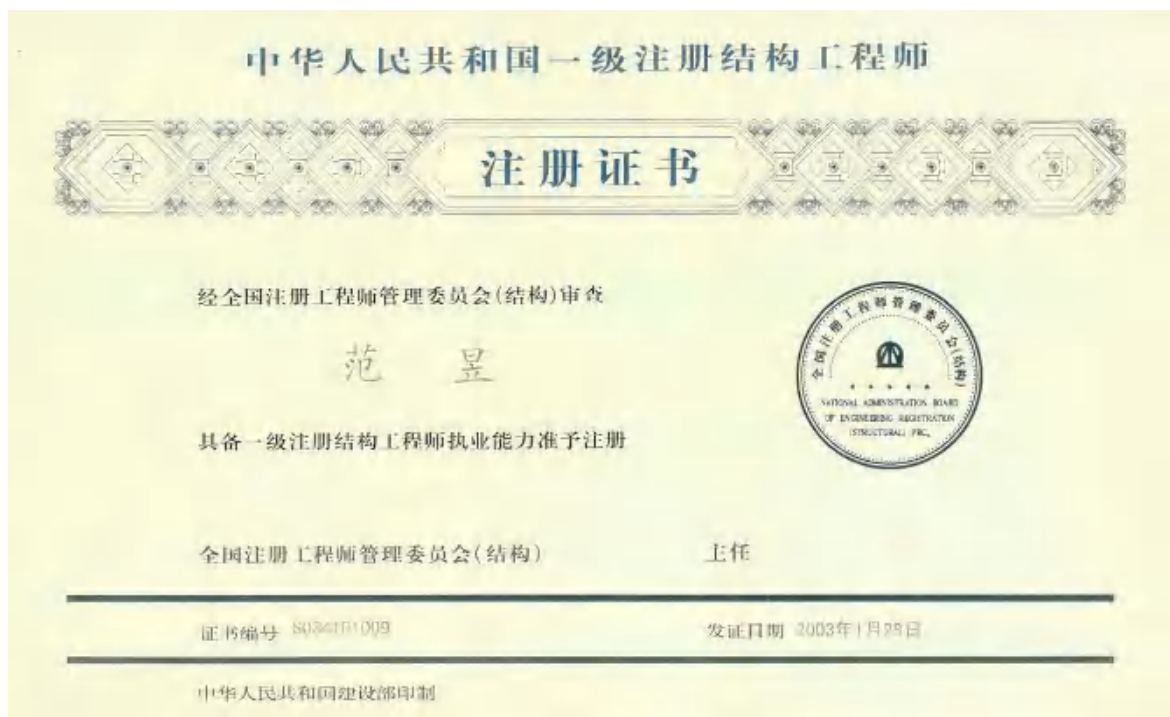 中华人民共和国一级注册结构工程师
注册证书
经全国注册工程师管理委员会(结构)审查
范 昱
具备一级注册结构工程师执业能力准予注册
全国注册工程师管理委员会(结构)
NATIONAL ADMINISTRATION BOARD
OF ENGINEERING REGISTRATION
(STRUCTURAL) PRC.
全国注册工程师管理委员会(结构) 主任
证书编号
发证日期 2003年1月28日
中华人民共和国建设部印制